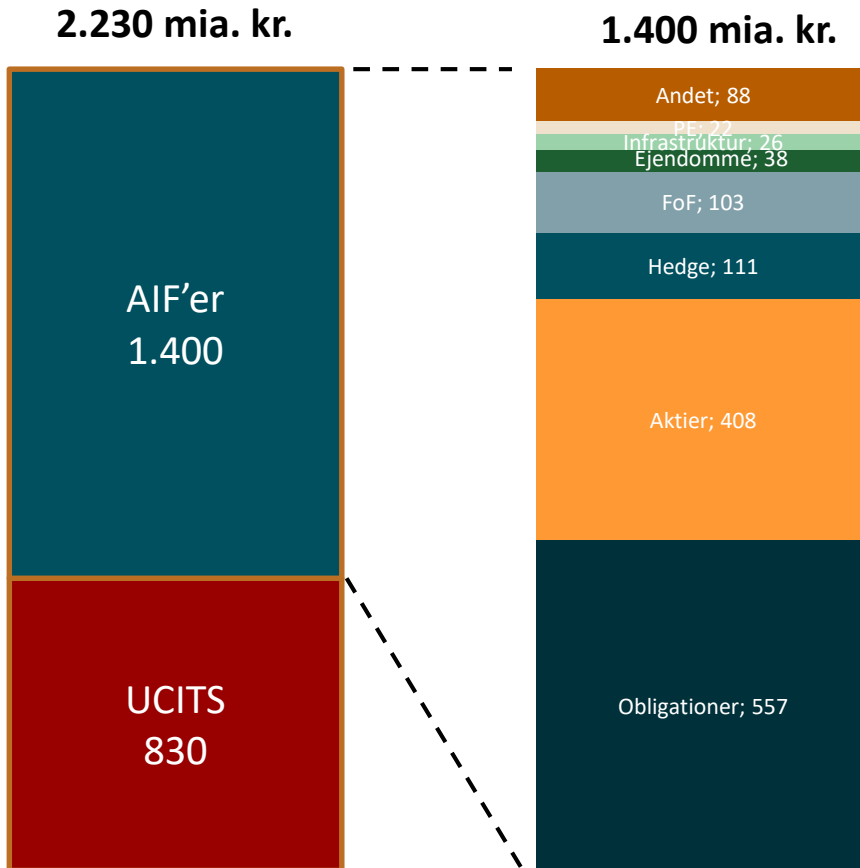 2.230 mia. kr.
1.400 mia. kr.
AIF’er
1.400
UCITS
830
Andet; 88
PE; 22
Infrastruktur; 26
Ejendomme; 38
FoF; 103
Hedge; 111
Aktier; 408
Obligationer; 557